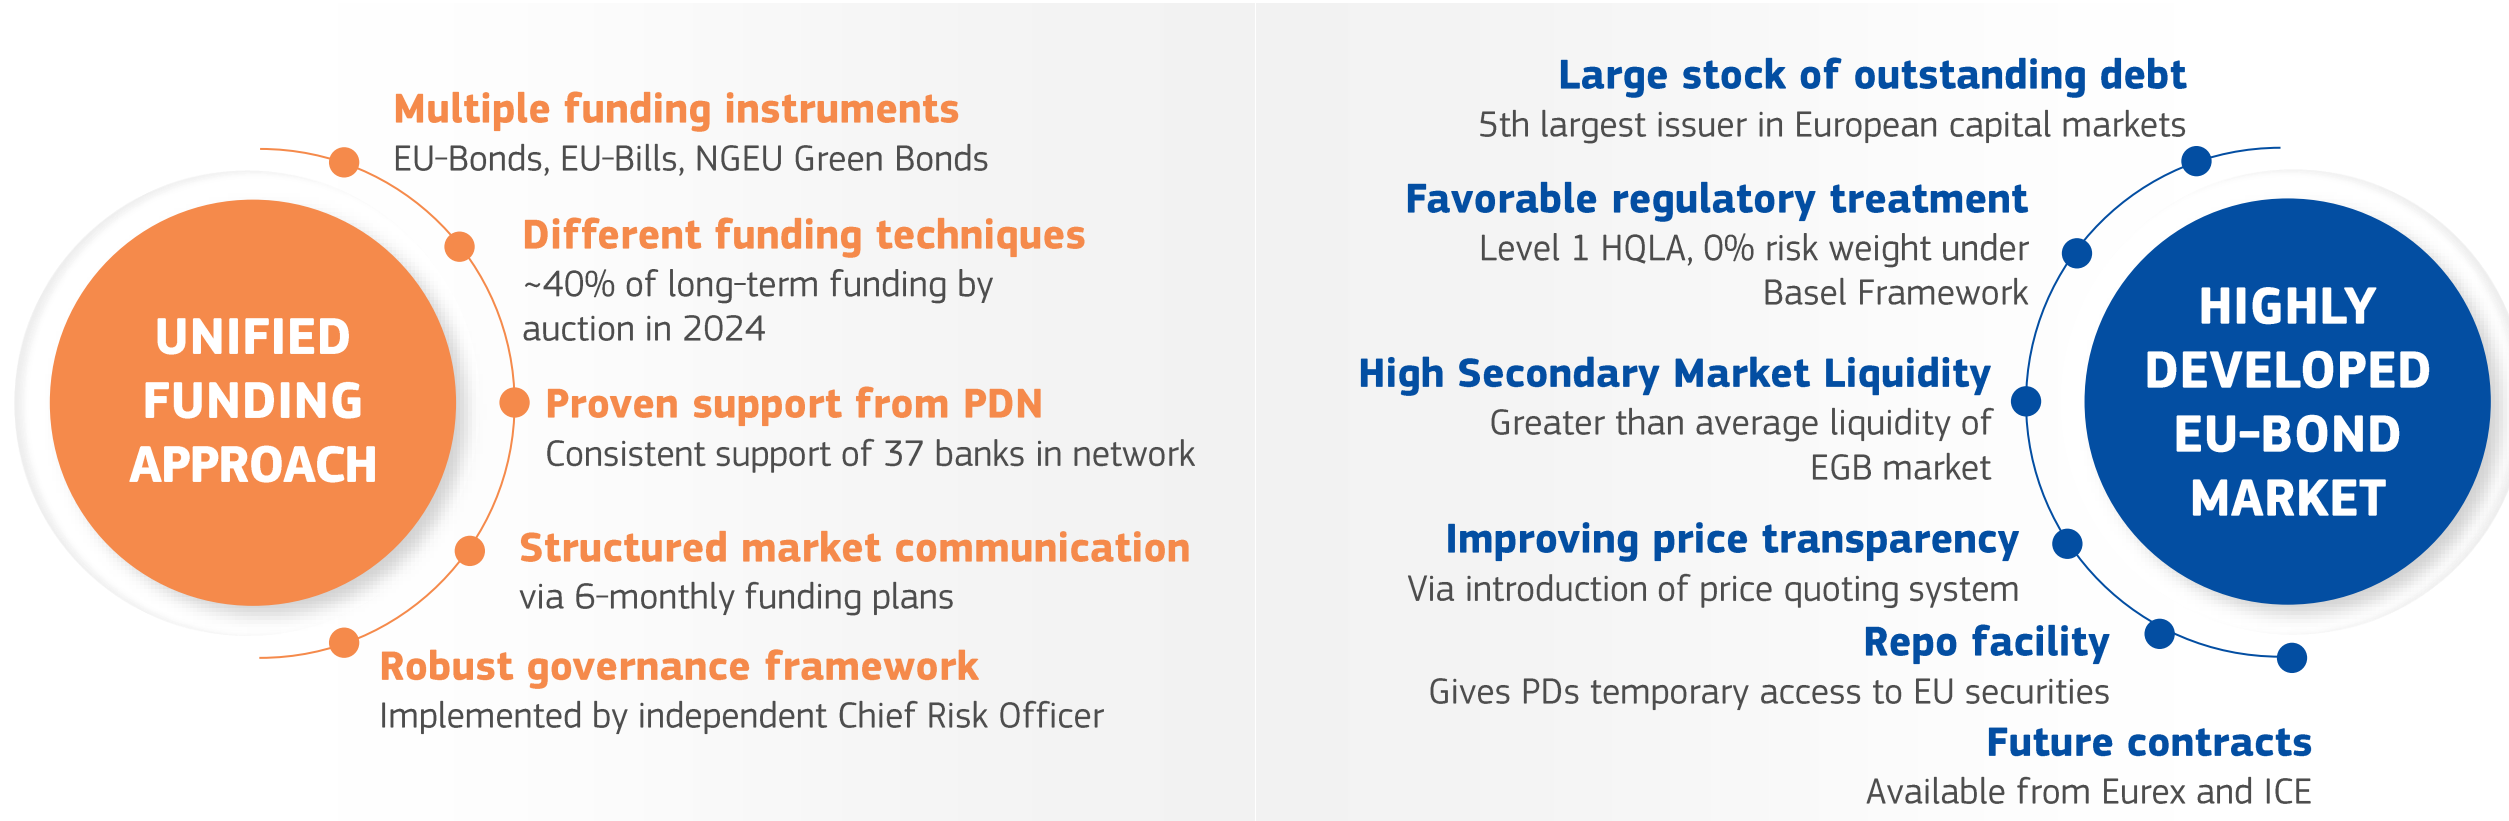 UNIFIED
FUNDING
APPROACH
Multiple funding instruments
EU-Bonds, EU-Bills, NGEU Green Bonds
Different funding techniques
~40% of long-term funding by
auction in 2024
Proven support from PDN
Consistent support of 37 banks in network
Structured market communication
via 6-monthly funding plans
Robust governance framework
Implemented by independent Chief Risk Officer
Large stock of outstanding debt
5th largest issuer in European capital markets
Favorable regulatory treatment
Level 1 HQLA, 0% risk weight under
Basel Framework
High Secondary Market Liquidity
Greater than average liquidity of
EGB market
Improving price transparency
Via introduction of price quoting system
Repo facility
Gives PDs temporary access to EU securities
Future contracts
Available from Eurex and ICE
HIGHLY
DEVELOPED
EU-BOND
MARKET